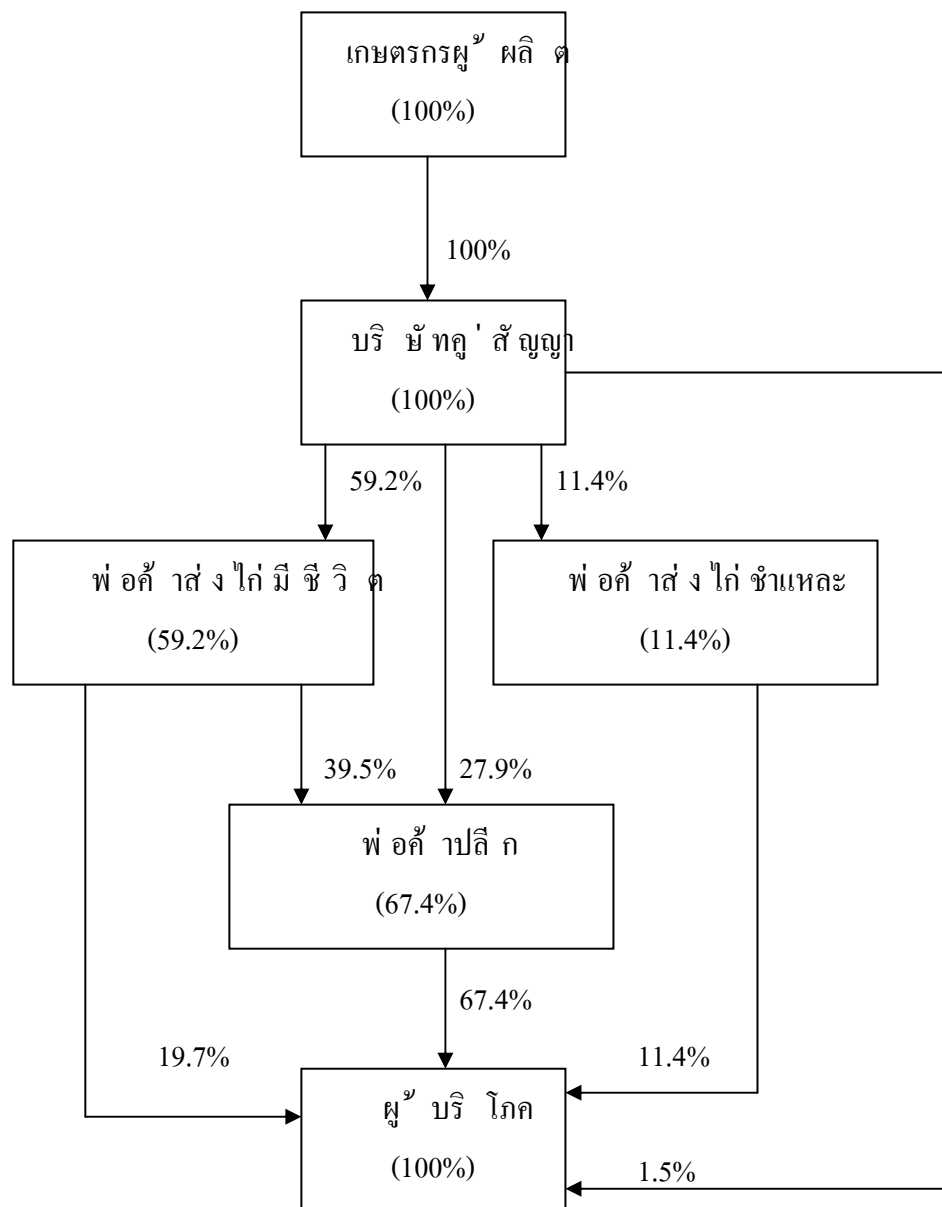 เกษตรกรผู้ผลิต
(100%)
100%
บริษัทคู่สัญญา
(100%)
59.2%
11.4%
พ่อค้าส่งไก่มีชีวิต
(59.2%)
พ่อค้าส่งไก่ชำแหละ
(11.4%)
39.5%
27.9%
พ่อค้าปลีก
(67.4%)
67.4%
19.7%
11.4%
ผู้บริโภค
(100%)
1.5%